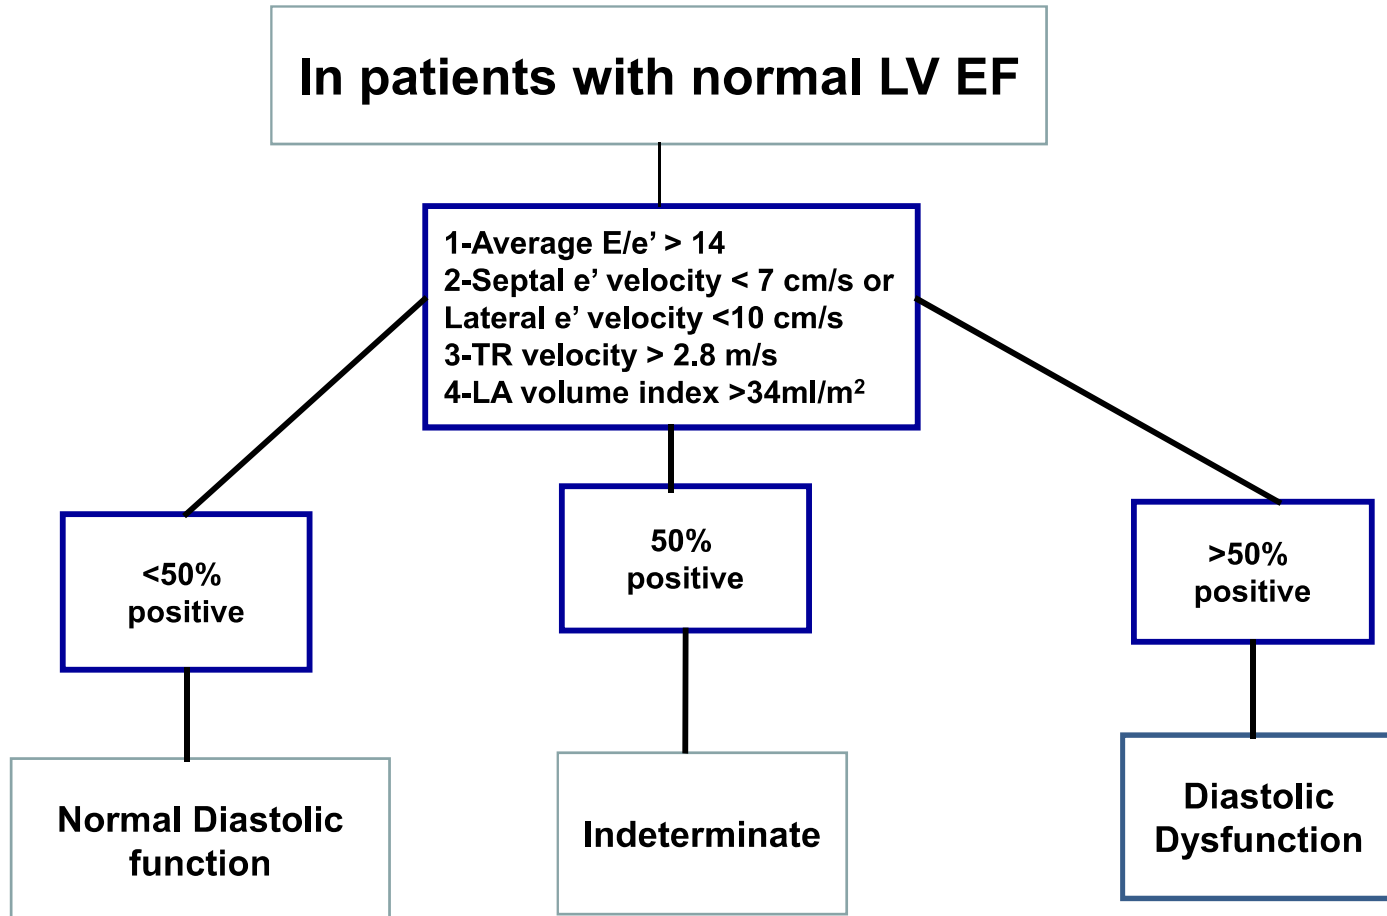 In patients with normal LV EF
1-Average E/e’ > 14
2-Septal e’ velocity < 7 cm/s or
Lateral e’ velocity <10 cm/s
3-TR velocity > 2.8 m/s
4-LA volume index >34ml/m²
<50%
positive
50%
positive
>50%
positive
Normal Diastolic
function
Indeterminate
Diastolic
Dysfunction